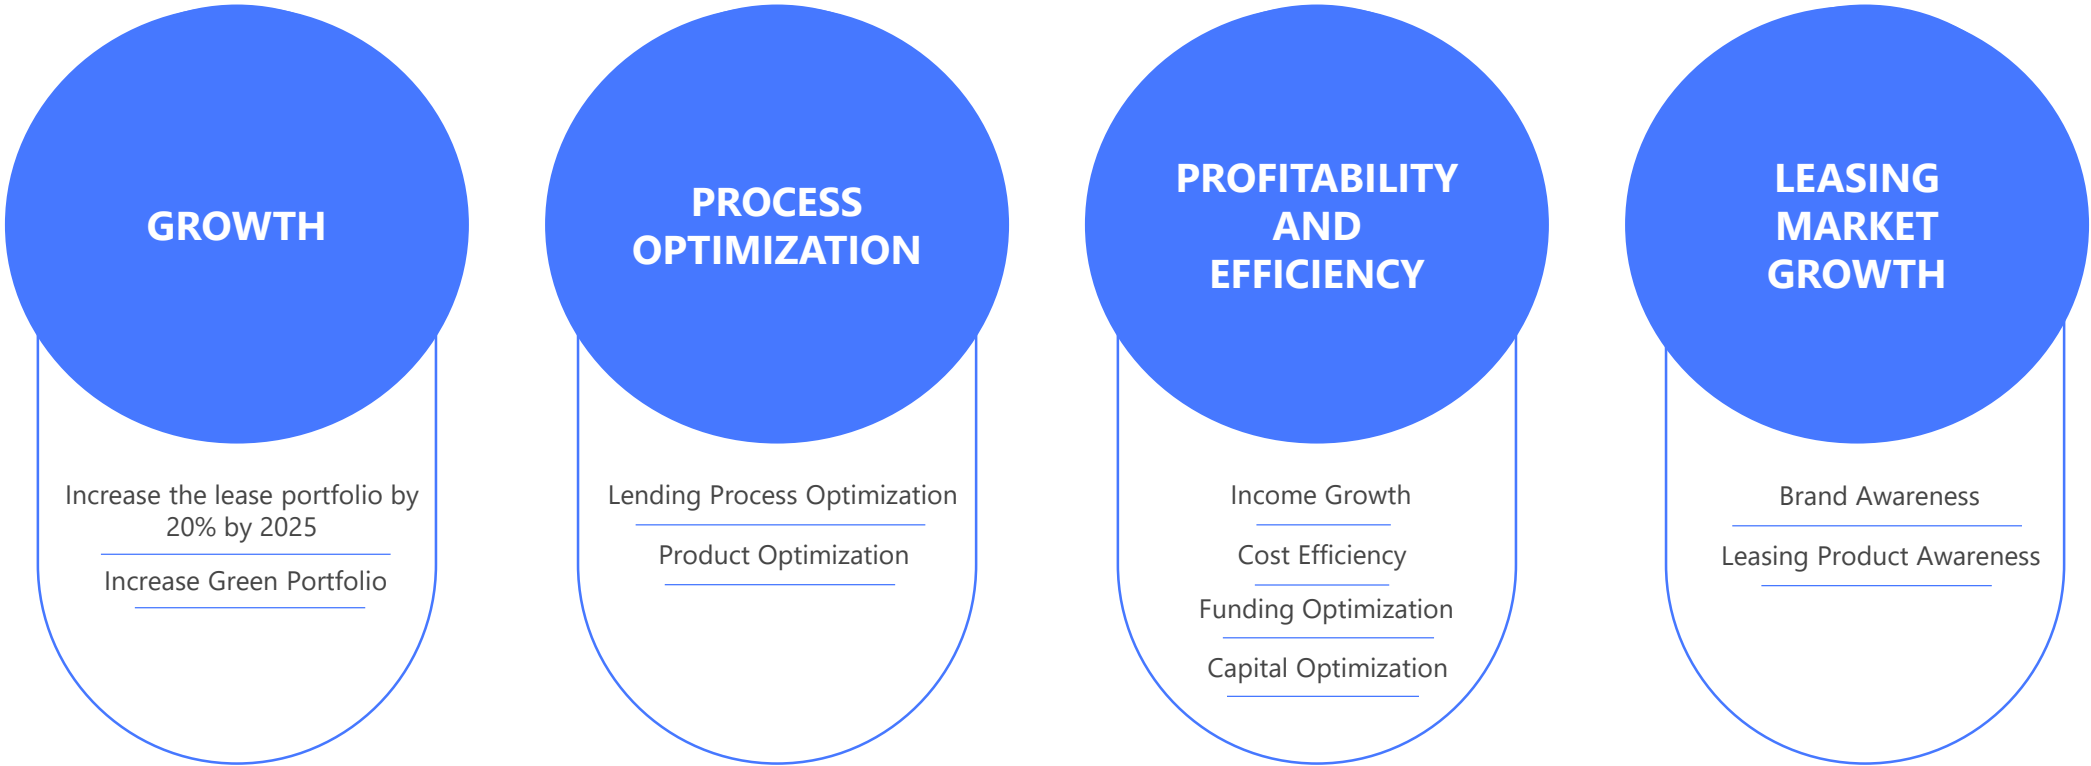 GROWTH
Increase the lease portfolio by
20% by 2025
Increase Green Portfolio
PROCESS
OPTIMIZATION
Lending Process Optimization
Product Optimization
PROFITABILITY
AND
EFFICIENCY
Income Growth
Cost Efficiency
Funding Optimization
Capital Optimization
LEASING
MARKET
GROWTH
Brand Awareness
Leasing Product Awareness